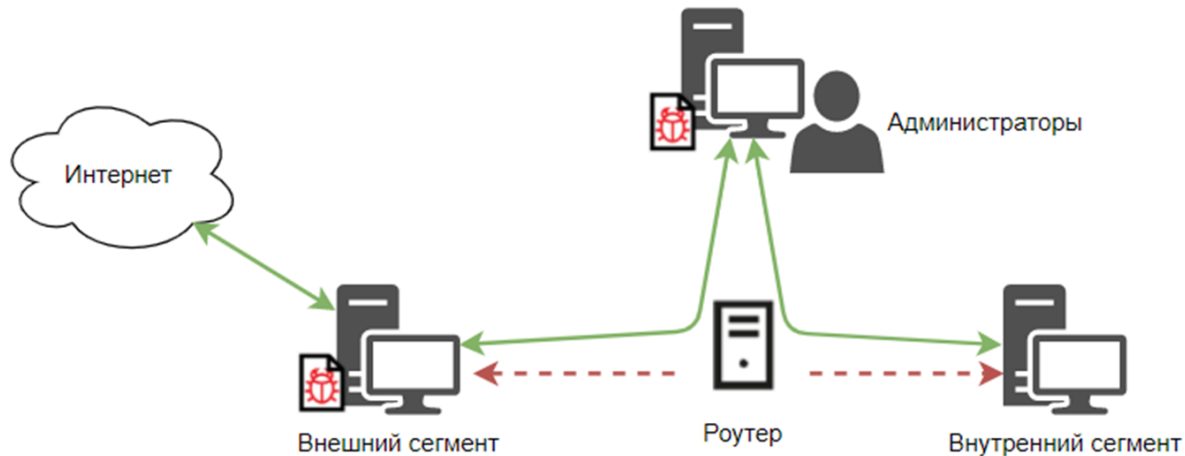 Администраторы
Интернет
Внешний сегмент
Роутер
Внутренний сегмент